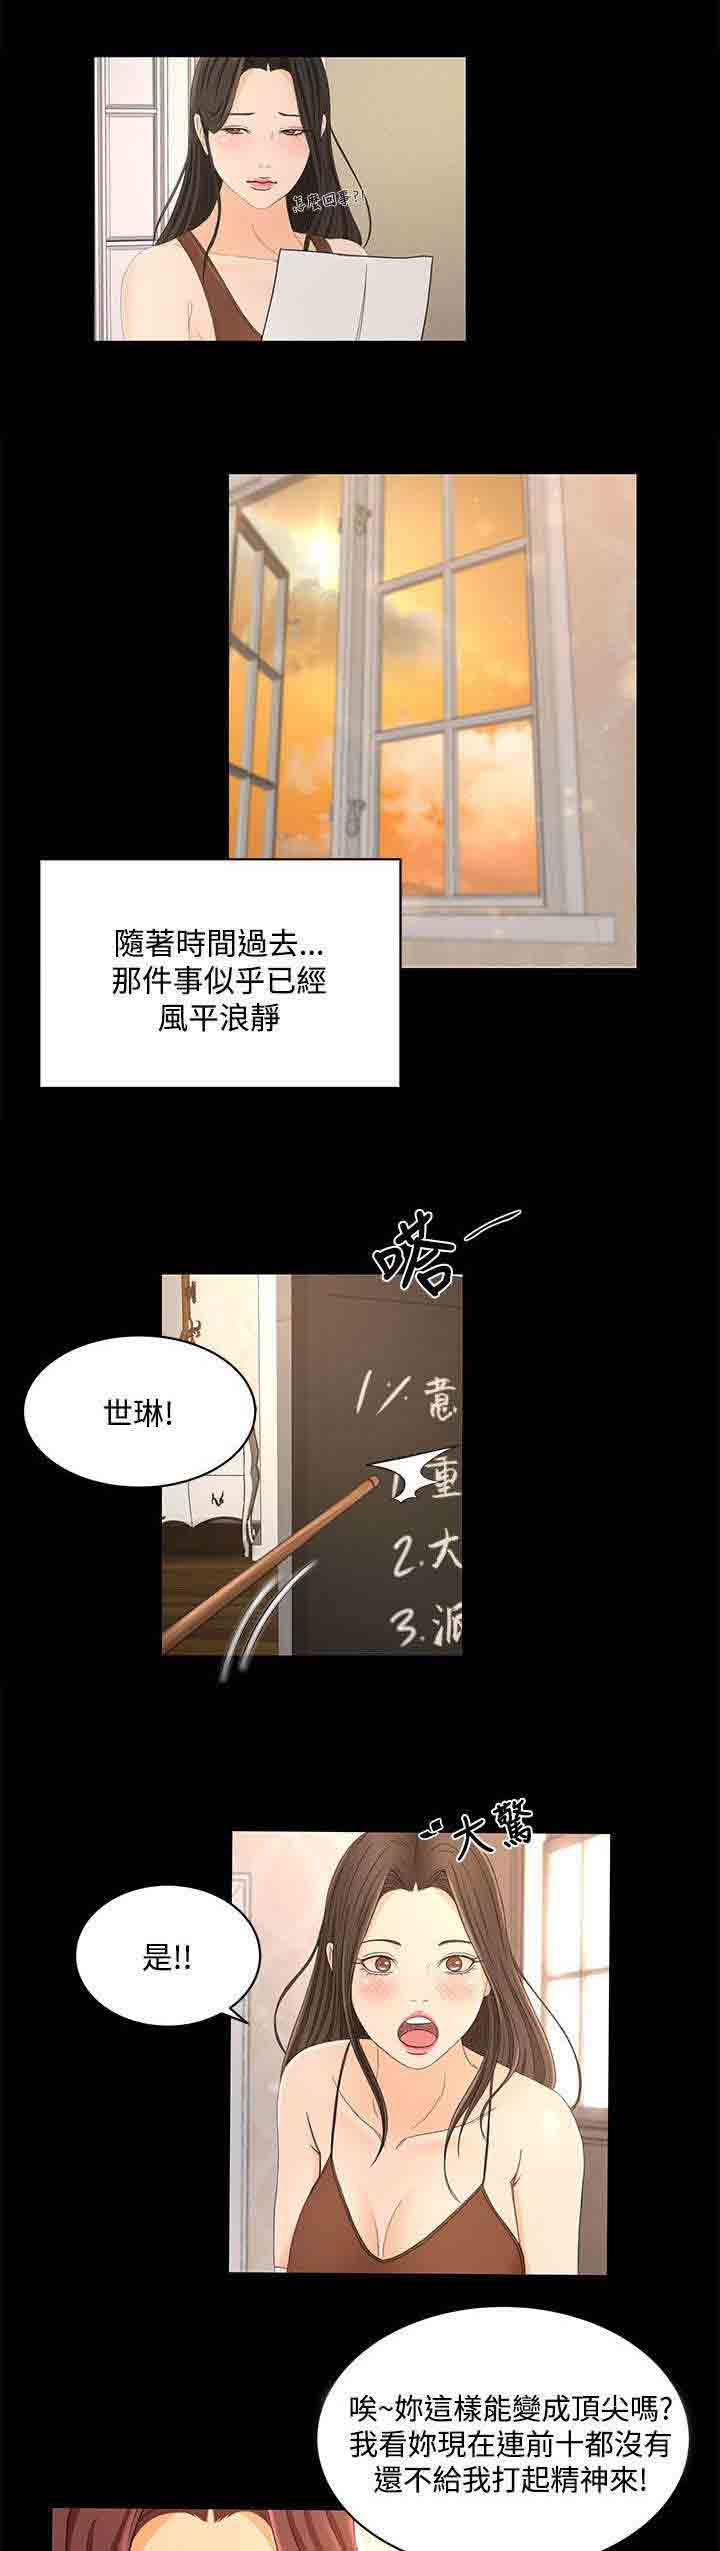 怎麼回事?!
隨著時間過去...
那件事似乎已經
風平浪靜
嗒
世琳!
1% 意
1.重
2.大
3.派
大驚
是!!
唉~妳這樣能變成頂尖嗎?
我看妳現在連前十都沒有
還不給我打起精神來!